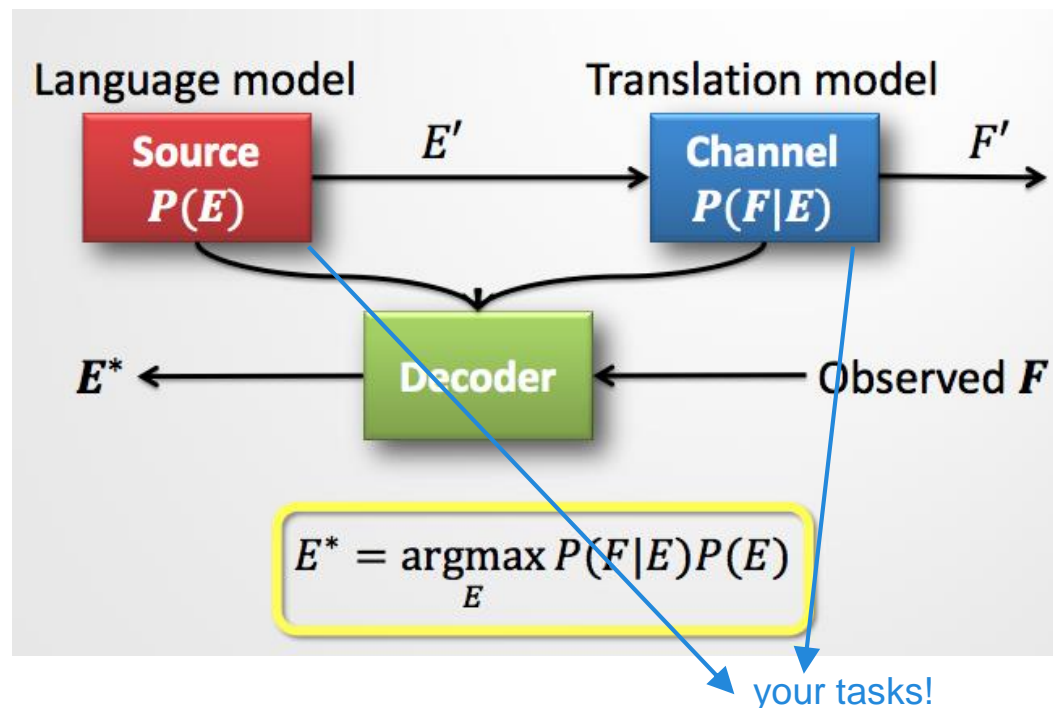 Language model
Translation model
Source
P(E)
E′
Channel
P(F|E)
F′
E*
Decoder
Observed F
E* = argmax P(F|E)P(E)
E
your tasks!